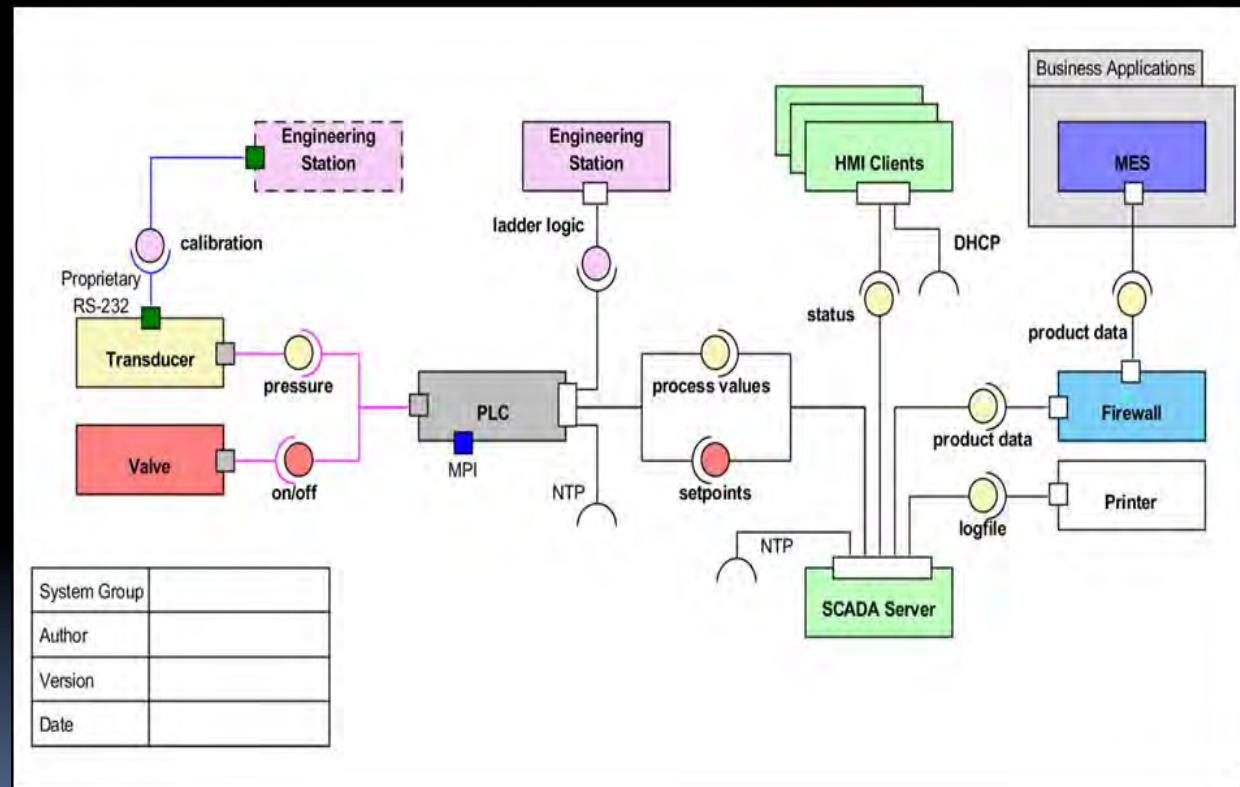 Business Applications
Engineering
Station
Engineering
Station
HMI Clients
MES
ladder logic
calibration
DHCP
Proprietary
RS-232
status
product data
Transducer
pressure
process values
PLC
Firewall
product data
Valve
MPI
on/off
NTP
setpoints
Printer
logfile
NTP
SCADA Server
System Group
Author
Version
Date